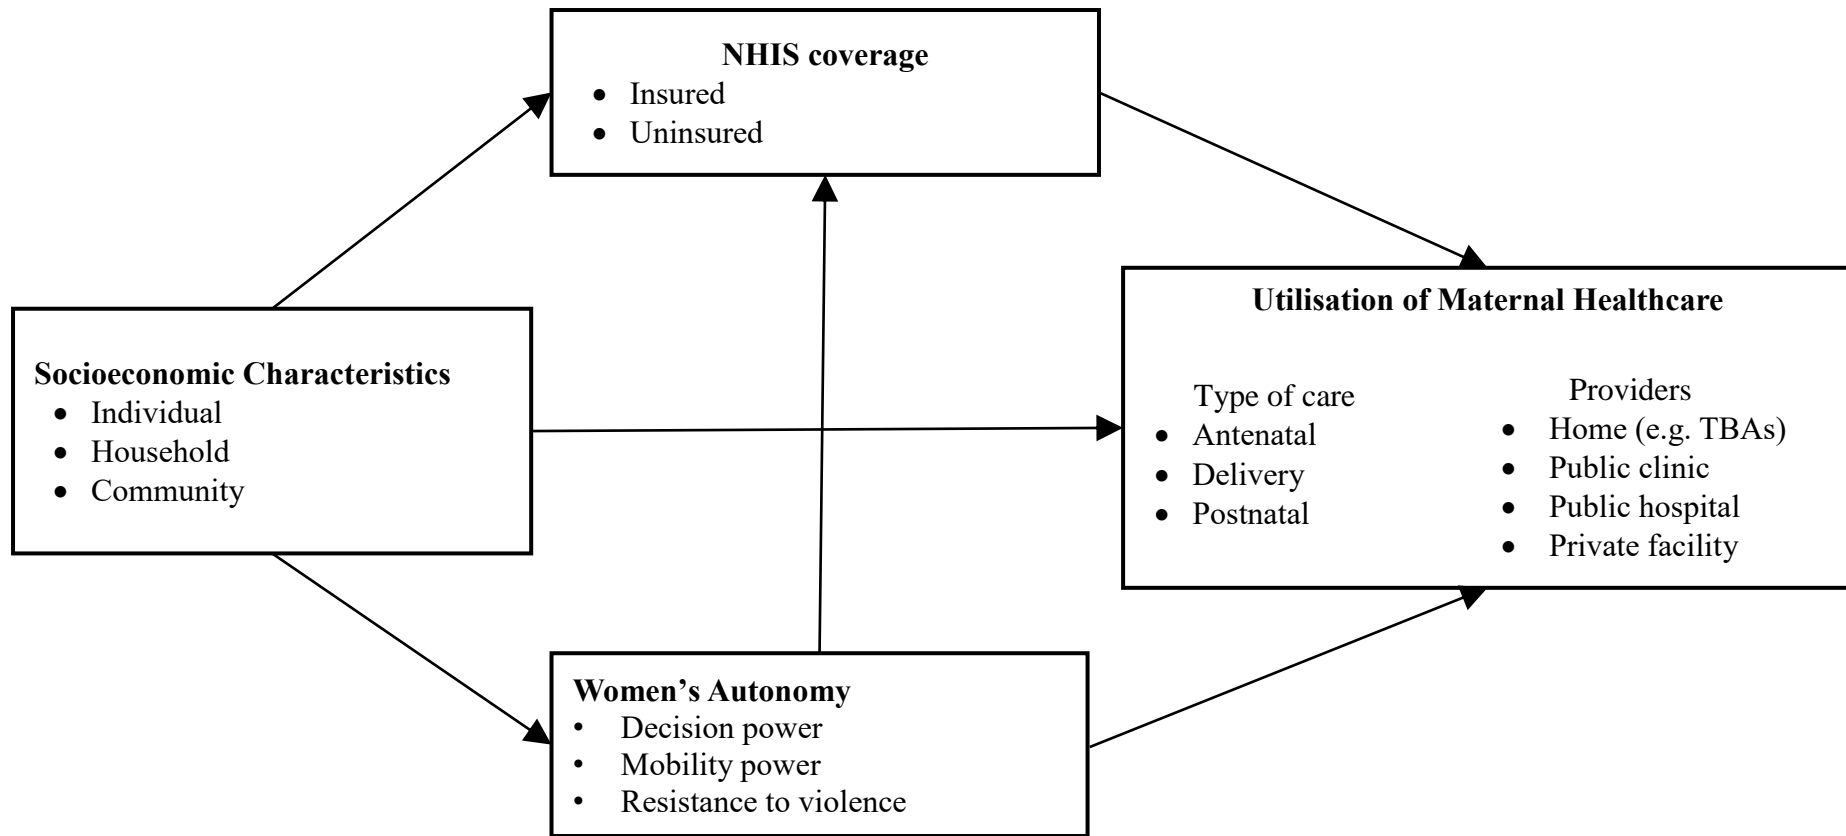 NHIS coverage
• Insured
• Uninsured
Socioeconomic Characteristics
• Individual
• Household
• Community
Utilisation of Maternal Healthcare
Type of care
• Antenatal
• Delivery
• Postnatal
Providers
• Home (e.g. TBAs)
• Public clinic
• Public hospital
• Private facility
Women’s Autonomy
• Decision power
• Mobility power
• Resistance to violence